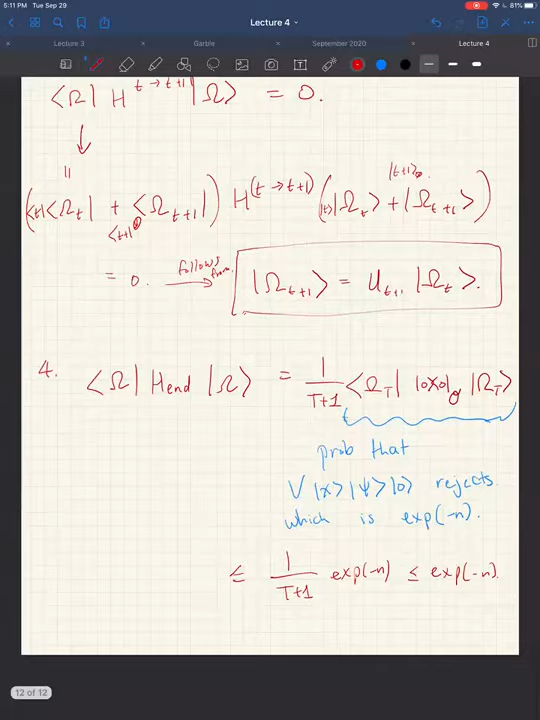 5:11 PM Tue Sep 29
81%
Lecture 4
Lecture 3
Garble
September 2020
Lecture 4
⟨Ω| H^{t→t+1} |Ω⟩ = 0.
|t+1⟩
(⟨t|⟨Ω_t| + ⟨Ω_{t+1}|) H^{(t→t+1)} (|t⟩|Ω_t⟩ + |Ω_{t+1}⟩)
⟨t+1|
= 0. follows from → |Ω_{t+1}⟩ = U_{t+1} |Ω_t⟩.
4. ⟨Ω| H_end |Ω⟩ = 1/(T+1) ⟨Ω_T| |0⟩⟨0|_O |Ω_T⟩
prob that
V |x⟩|ψ⟩|0⟩ rejects
which is exp(-n).
≤ 1/(T+1) exp(-n) ≤ exp(-n).
12 of 12